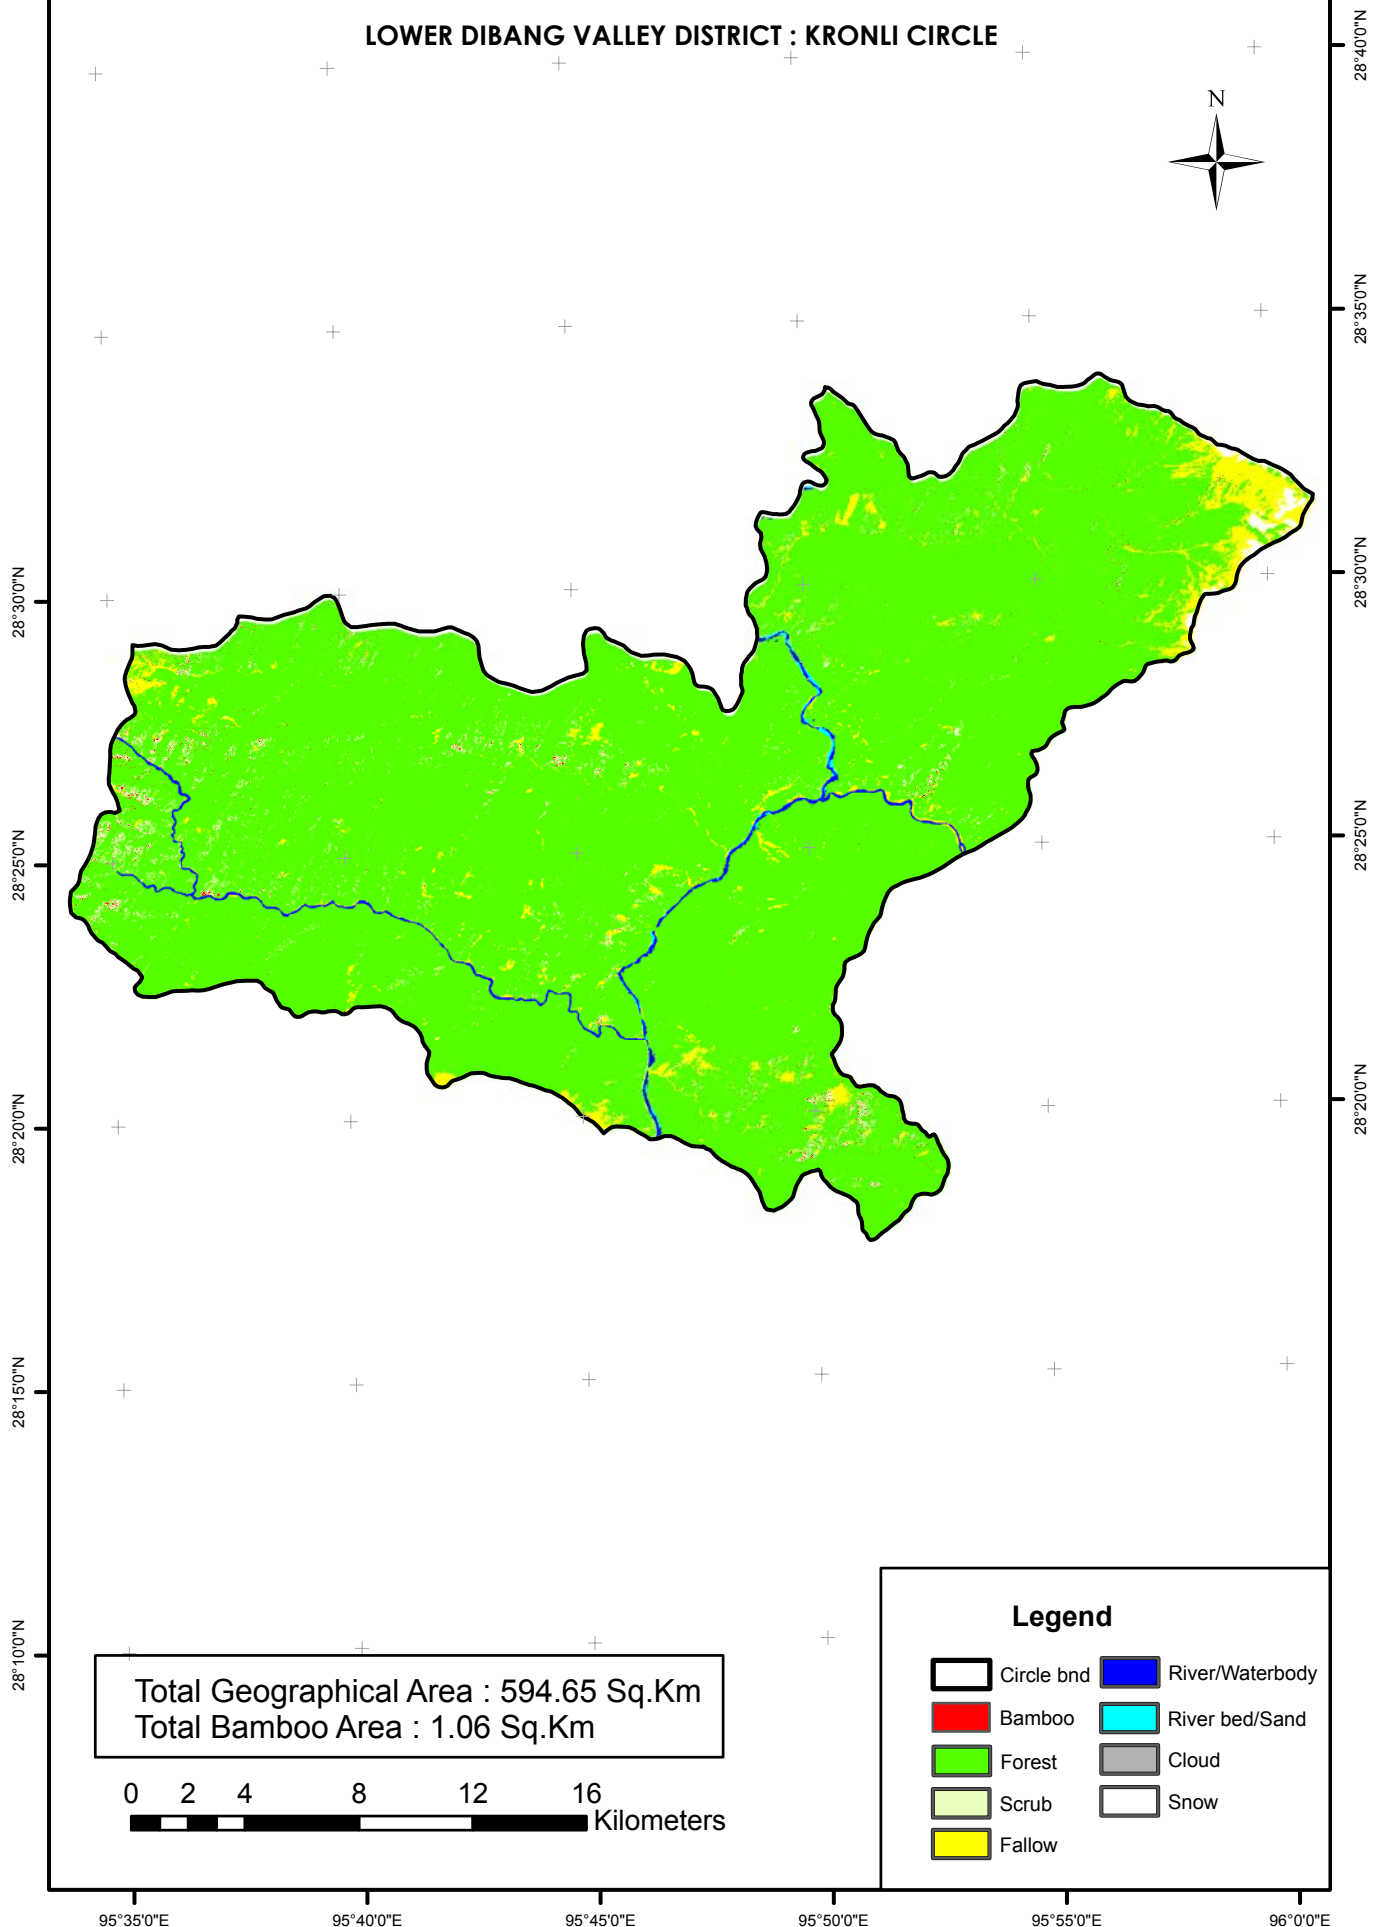 LOWER DIBANG VALLEY DISTRICT : KRONLI CIRCLE
28°40'0"N
N
28°35'0"N
28°30'0"N
28°30'0"N
28°25'0"N
28°25'0"N
28°20'0"N
28°20'0"N
28°15'0"N
28°10'0"N
Legend
Circle bnd
River/Waterbody
Bamboo
River bed/Sand
Forest
Cloud
Scrub
Snow
Fallow
Total Geographical Area : 594.65 Sq.Km
Total Bamboo Area : 1.06 Sq.Km
0 2 4 8 12 16
Kilometers
95°35'0"E 95°40'0"E 95°45'0"E 95°50'0"E 95°55'0"E 96°0'0"E